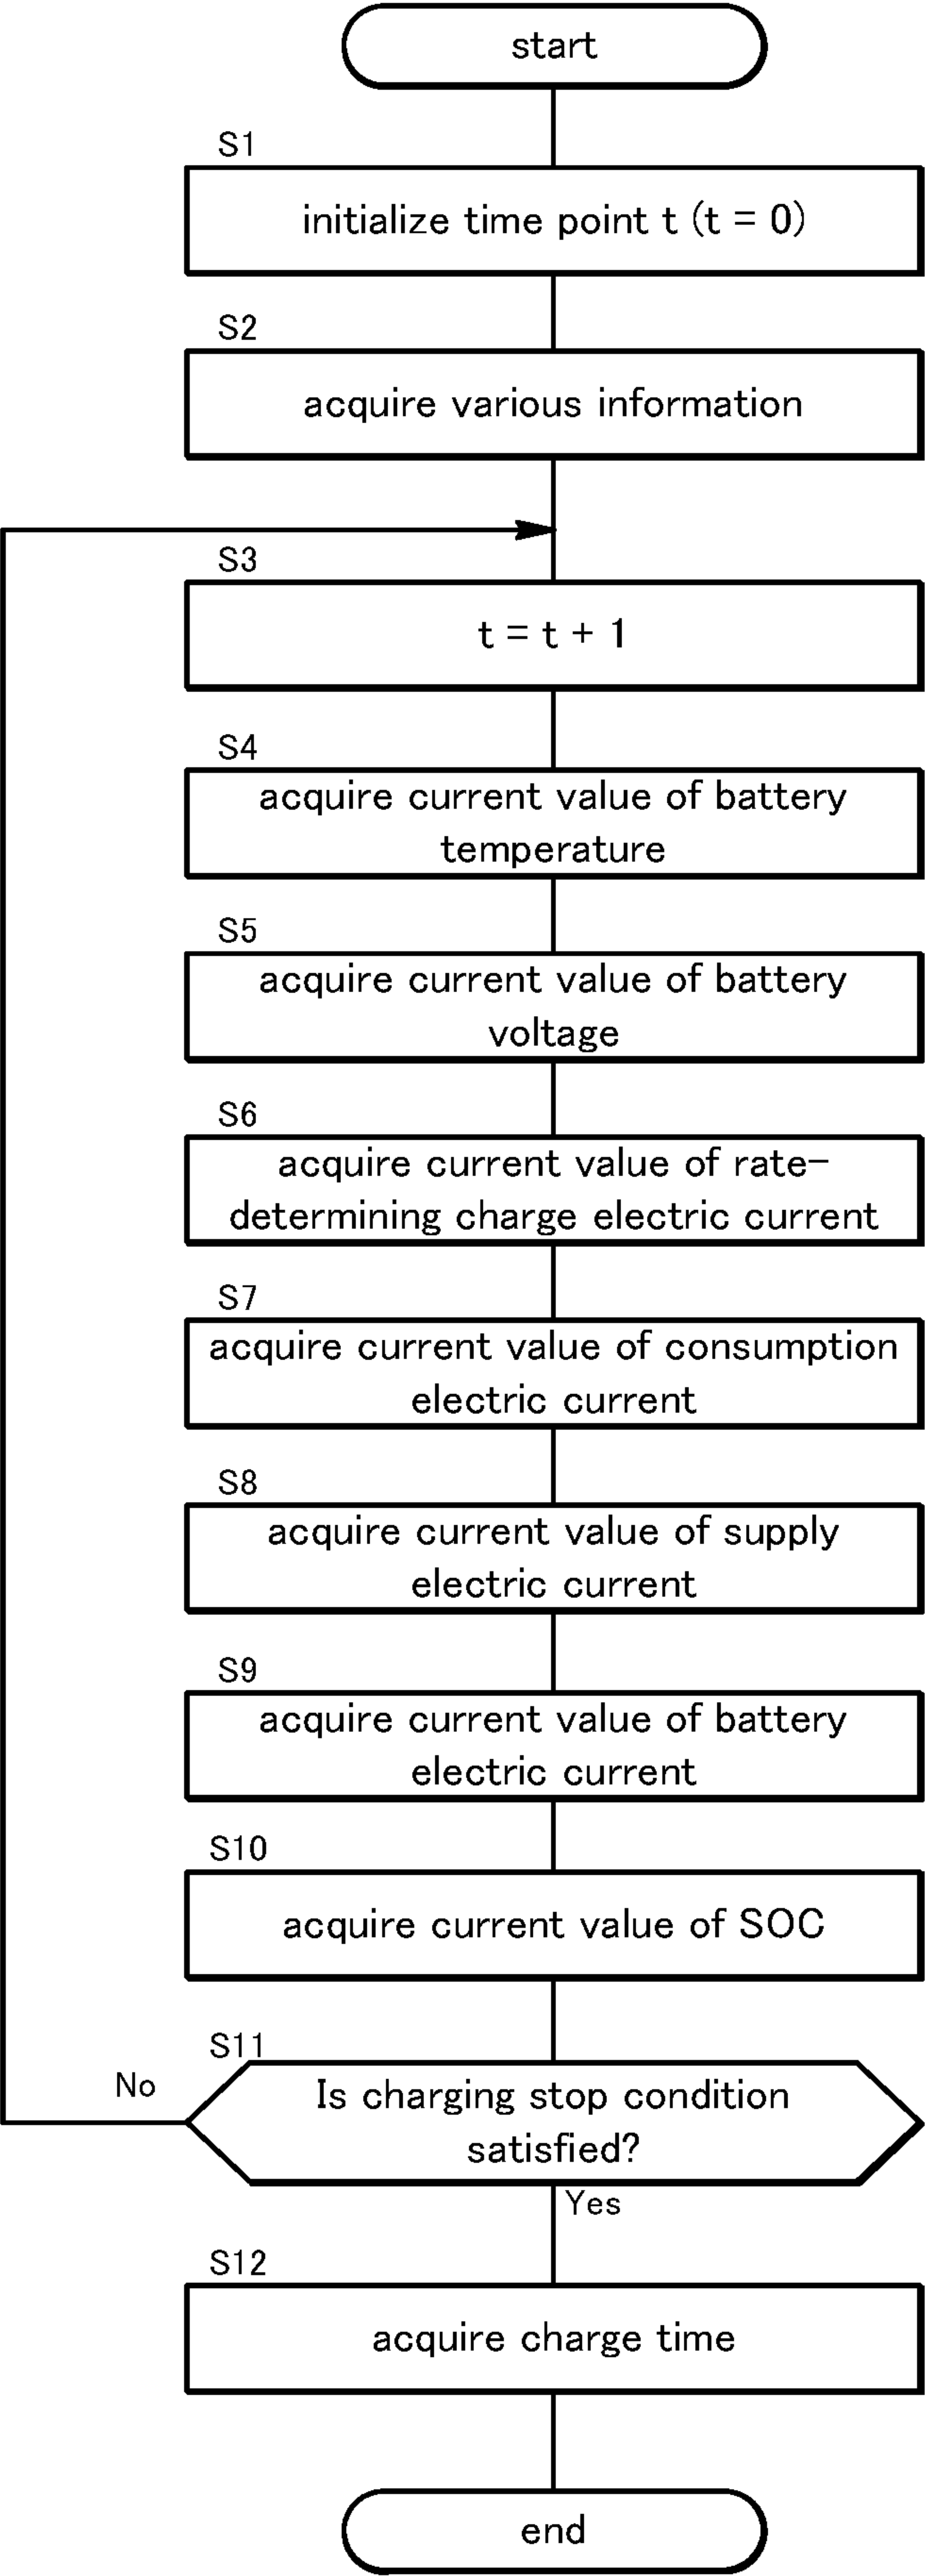 start
S1
initialize time point t (t = 0)
S2
acquire various information
S3
t = t + 1
S4
acquire current value of battery
temperature
S5
acquire current value of battery
voltage
S6
acquire current value of rate-
determining charge electric current
S7
acquire current value of consumption
electric current
S8
acquire current value of supply
electric current
S9
acquire current value of battery
electric current
S10
acquire current value of SOC
S11
No
Is charging stop condition
satisfied?
Yes
S12
acquire charge time
end